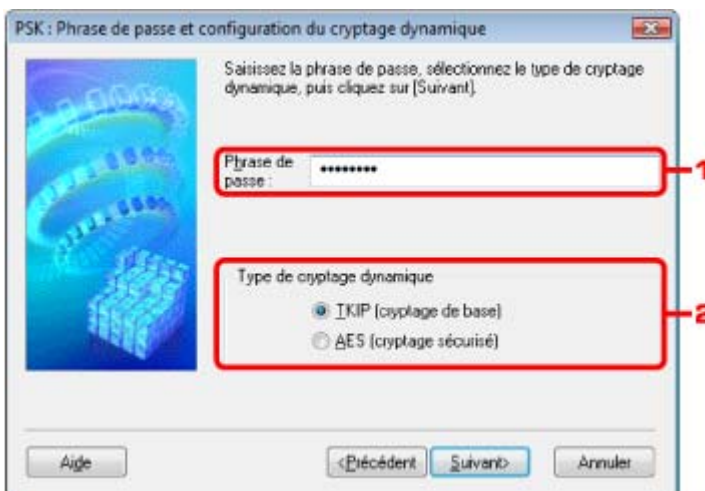 PSK : Phrase de passe et configuration du cryptage dynamique
Saisissez la phrase de passe, sélectionnez le type de cryptage
dynamique, puis cliquez sur [Suivant].
Phrase de
passe :
••••••••
1
Type de cryptage dynamique
TKIP (cryptage de base)
AES (cryptage sécurisé)
2
Aide
<Précédent
Suivant>
Annuler